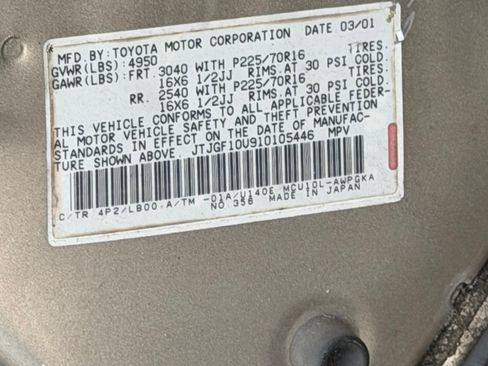 MFD.BY:TOYOTA MOTOR CORPORATION DATE 03/01
GVWR(LBS):4950
GAWR(LBS):FRT. 3040 WITH P225/70R16 TIRES.
16X6 1/2JJ RIMS.AT 30 PSI COLD.
RR. 2540 WITH P225/70R16 TIRES.
16X6 1/2JJ RIMS.AT 30 PSI COLD.
THIS VEHICLE CONFORMS TO ALL APPLICABLE FEDER-
AL MOTOR VEHICLE SAFETY AND THEFT PREVENTION
STANDARDS IN EFFECT ON THE DATE OF MANUFAC-
TURE SHOWN ABOVE. JTJGF10U910105446 MPV
C/TR 4P2/LB00.A/TM -01A/U140E MCU10L-AWPGKA
NO.358 MADE IN JAPAN